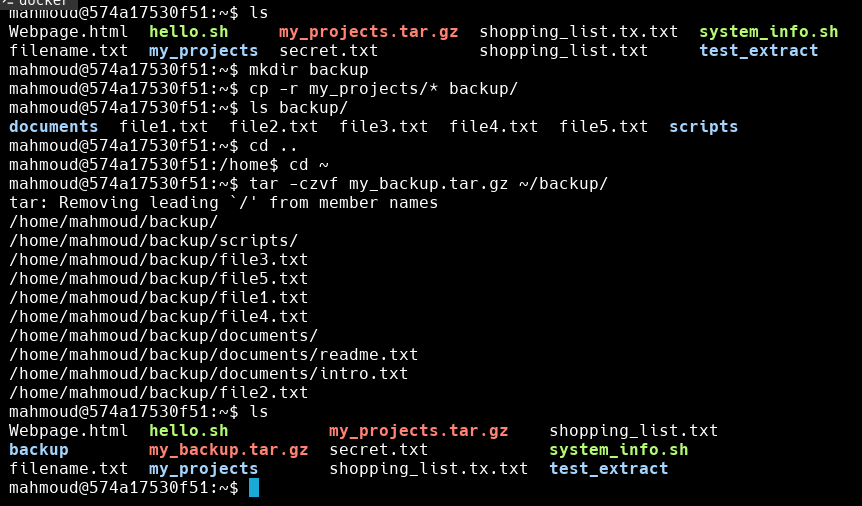 docker
mahmoud@574a17530f51:~$ ls
Webpage.html  hello.sh     my_projects.tar.gz  shopping_list.tx.txt  system_info.sh
filename.txt  my_projects  secret.txt          shopping_list.txt     test_extract
mahmoud@574a17530f51:~$ mkdir backup
mahmoud@574a17530f51:~$ cp -r my_projects/* backup/
mahmoud@574a17530f51:~$ ls backup/
documents  file1.txt  file2.txt  file3.txt  file4.txt  file5.txt  scripts
mahmoud@574a17530f51:~$ cd ..
mahmoud@574a17530f51:/home$ cd ~
mahmoud@574a17530f51:~$ tar -czvf my_backup.tar.gz ~/backup/
tar: Removing leading `/' from member names
/home/mahmoud/backup/
/home/mahmoud/backup/scripts/
/home/mahmoud/backup/file3.txt
/home/mahmoud/backup/file5.txt
/home/mahmoud/backup/file1.txt
/home/mahmoud/backup/file4.txt
/home/mahmoud/backup/documents/
/home/mahmoud/backup/documents/readme.txt
/home/mahmoud/backup/documents/intro.txt
/home/mahmoud/backup/file2.txt
mahmoud@574a17530f51:~$ ls
Webpage.html  hello.sh          my_projects.tar.gz    shopping_list.txt
backup        my_backup.tar.gz  secret.txt            system_info.sh
filename.txt  my_projects       shopping_list.tx.txt  test_extract
mahmoud@574a17530f51:~$